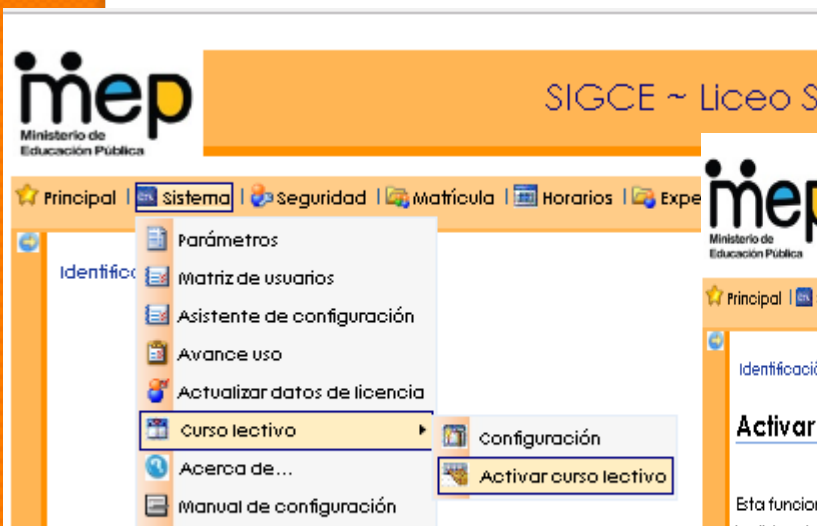 mep
Ministerio de
Educación Pública
SIGCE ~ Liceo S
Principal | Sistema | Seguridad | Matrícula | Horarios | Expe
Identific
Parámetros
Matriz de usuarios
Asistente de configuración
Avance uso
Actualizar datos de licencia
Curso lectivo
Acerca de...
Manual de configuración
Configuración
Activar curso lectivo
mep
Ministerio de
Educación Pública
Principal |
Identificació
Activar
Esta funcion